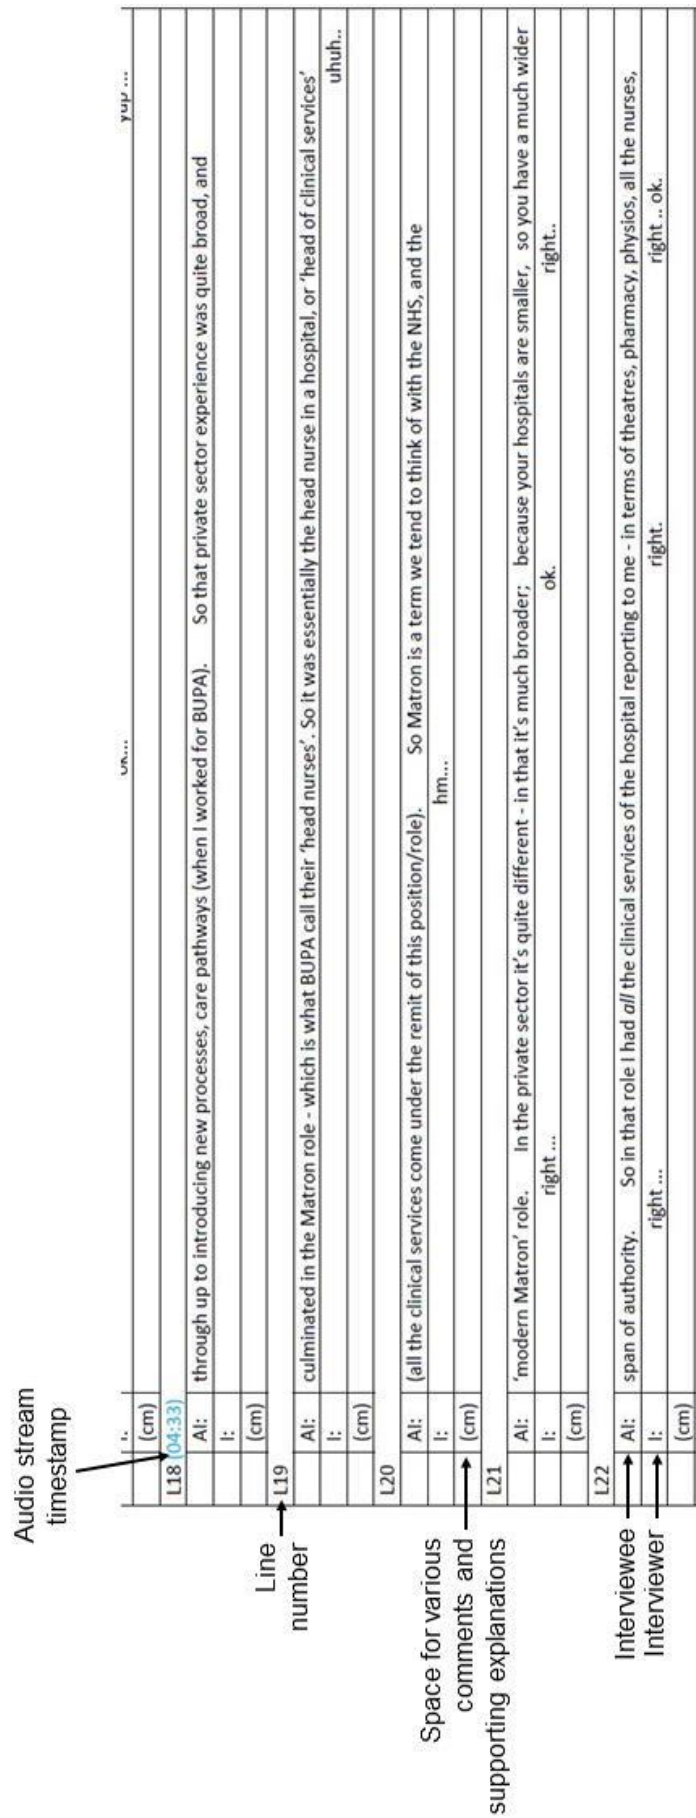 Audio stream
timestamp
Line
number
Space for various
comments and
supporting explanations
Interviewee
Interviewer
I:
(cm)
L18 (04:33)
AI: through up to introducing new processes, care pathways (when I worked for BUPA). So that private sector experience was quite broad, and
I:
(cm)
L19
AI: culminated in the Matron role - which is what BUPA call their 'head nurses'. So it was essentially the head nurse in a hospital, or 'head of clinical services'
I: uhuh..
(cm)
L20
AI: (all the clinical services come under the remit of this position/role). So Matron is a term we tend to think of with the NHS, and the
I: hm...
(cm)
L21
AI: 'modern Matron' role. In the private sector it's quite different - in that it's much broader; because your hospitals are smaller, so you have a much wider
I: right ... ok. right..
(cm)
L22
AI: span of authority. So in that role I had all the clinical services of the hospital reporting to me - in terms of theatres, pharmacy, physios, all the nurses,
I: right ... right. right .. ok.